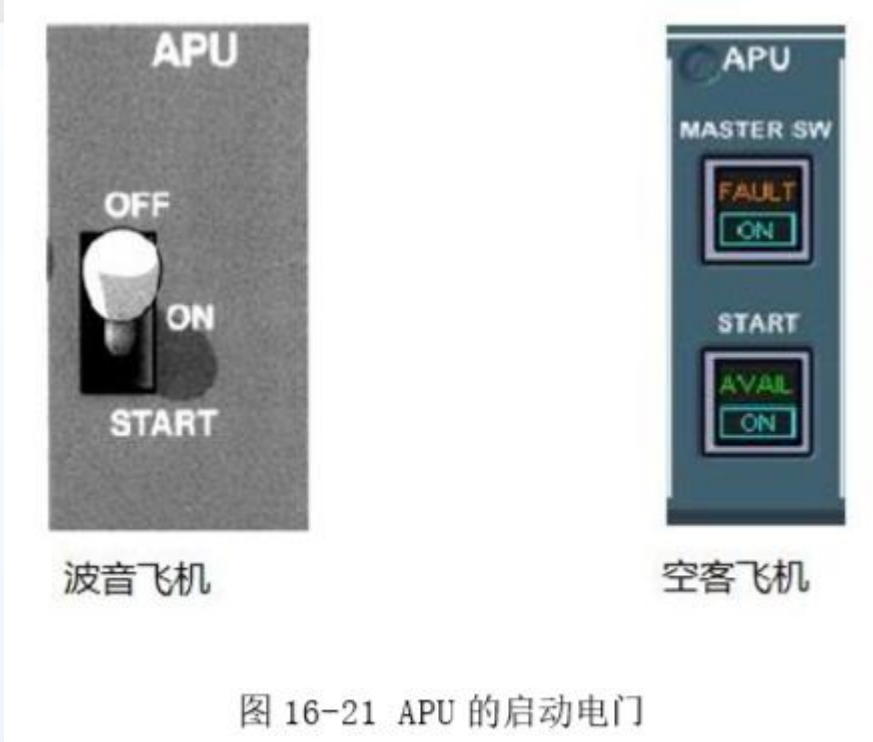 APU
OFF
ON
START
APU
MASTER SW
FAULT
ON
START
AVAIL
ON
波音飞机
空客飞机
图 16-21 APU 的启动电门